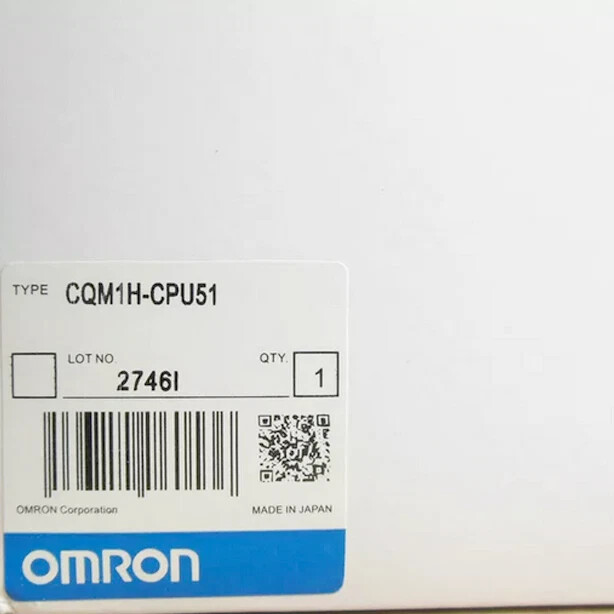 TYPE CQM1H-CPU51
LOT NO. QTY.
2746I 1
OMRON Corporation MADE IN JAPAN
OMRON